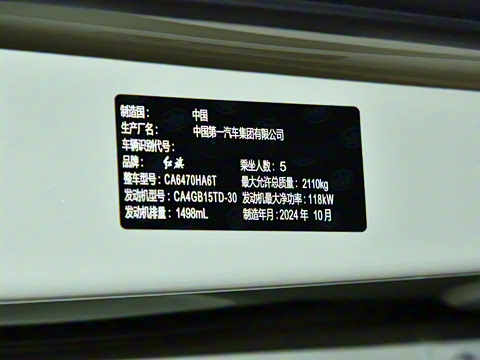 制造国： 中国
生产厂名： 中国第一汽车集团有限公司
车辆识别代号：
品牌： 红旗 乘坐人数：5
整车型号：CA6470HA6T 最大允许总质量：2110kg
发动机型号：CA4GB15TD-30 发动机最大净功率：118kW
发动机排量：1498mL 制造年月：2024年 10月